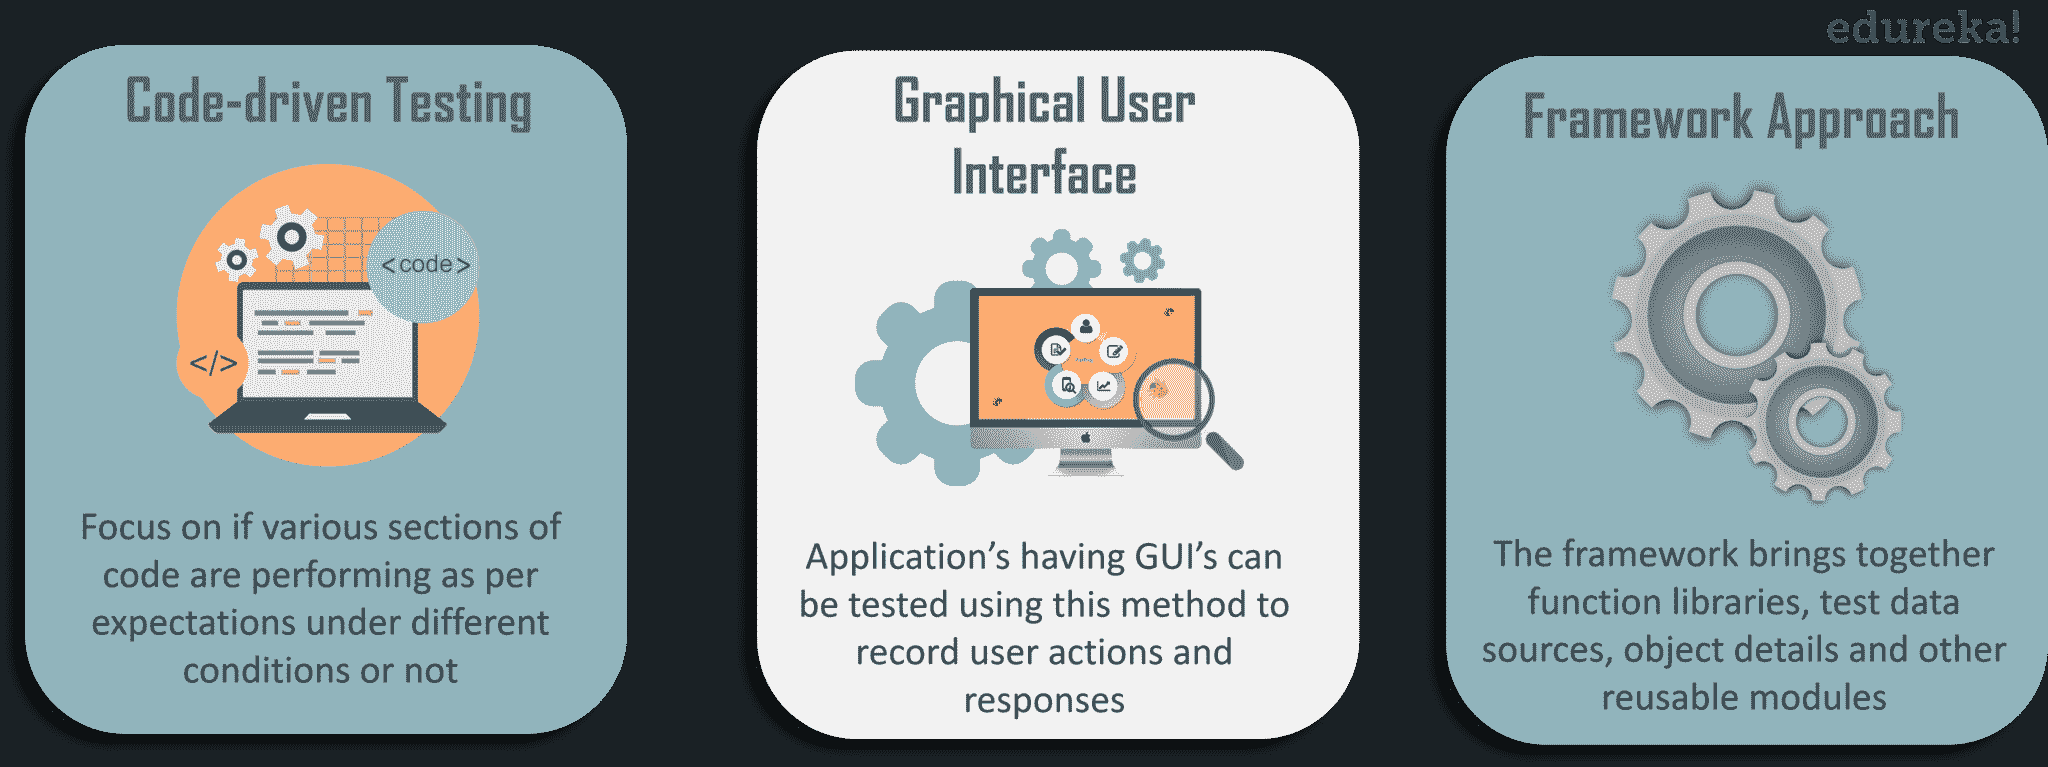 edureka!
Code-driven Testing
<code>
</>
Focus on if various sections of
code are performing as per
expectations under different
conditions or not
Graphical User
Interface
Application’s having GUI’s can
be tested using this method to
record user actions and
responses
Framework Approach
The framework brings together
function libraries, test data
sources, object details and other
reusable modules